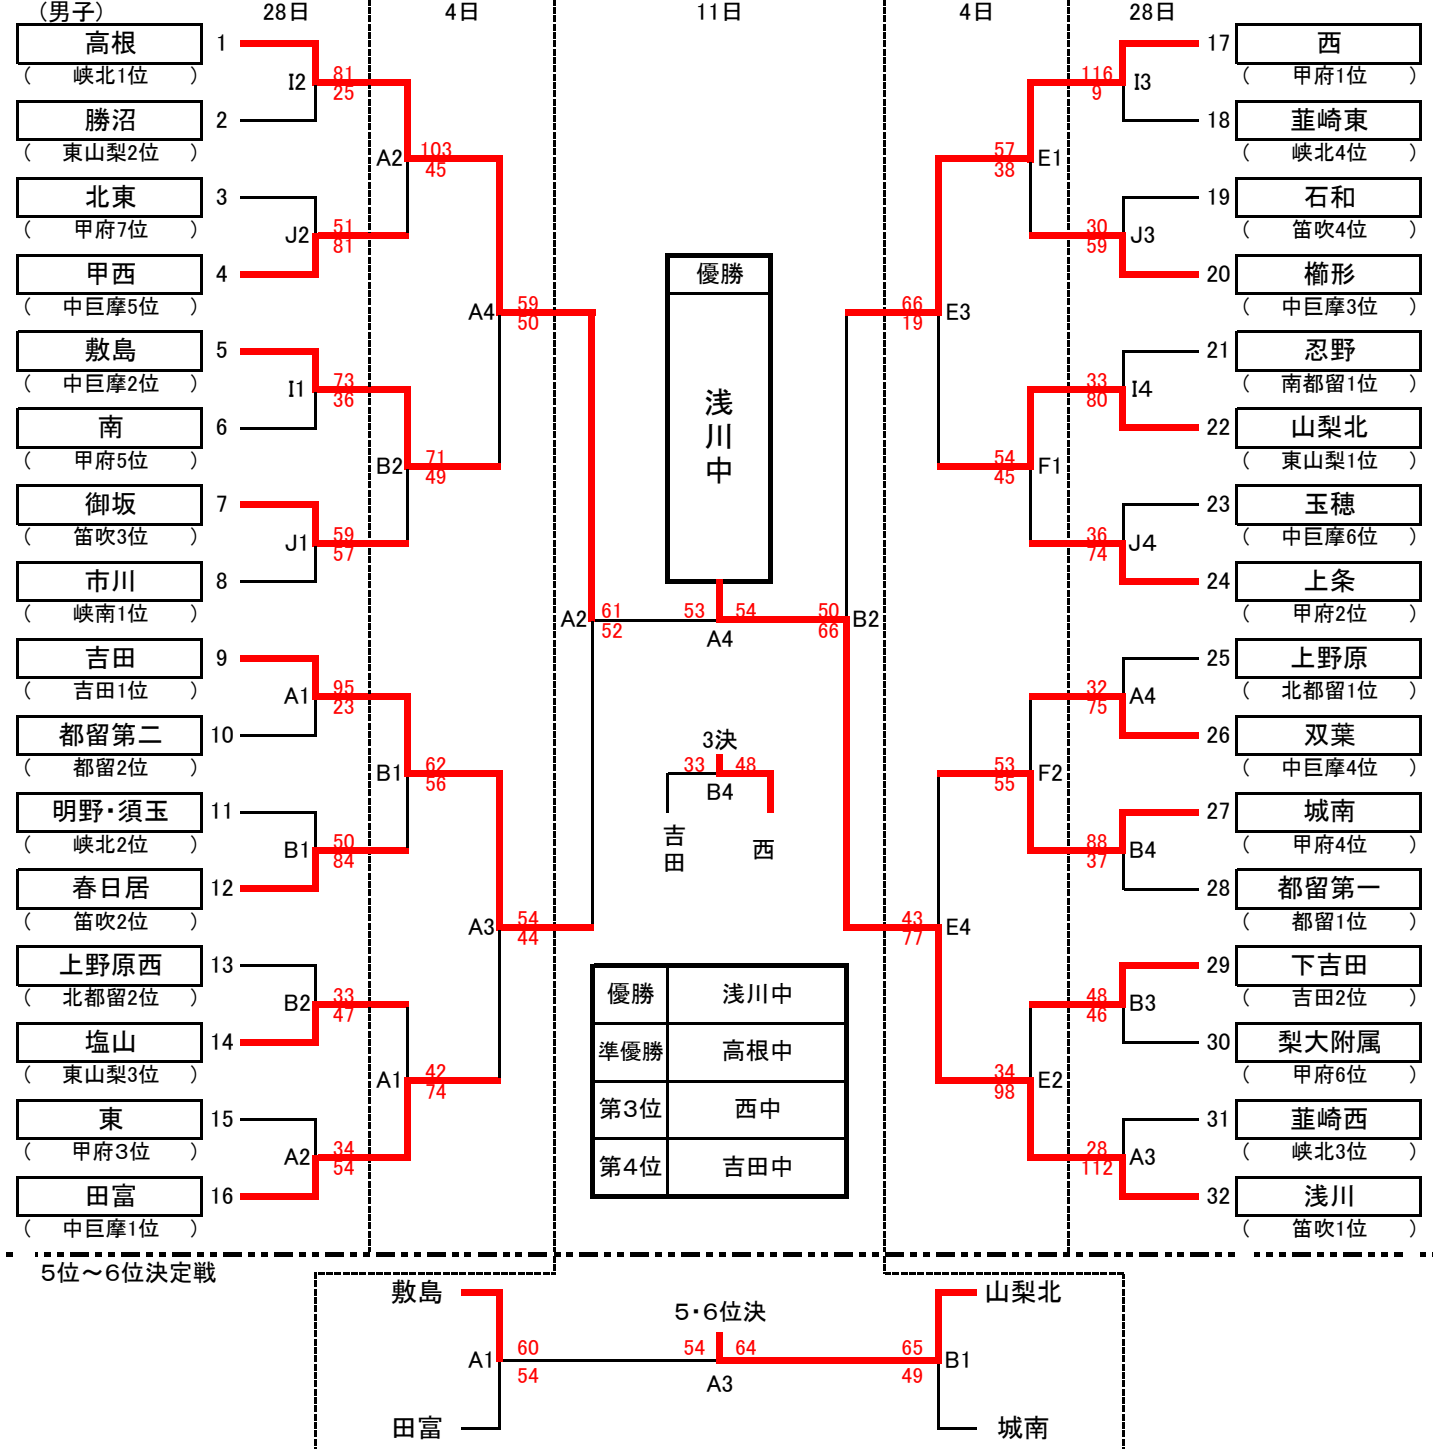 （男子） 28日 4日 11日 4日 28日
高根 1
( 峡北1位 )
I2 81
25
勝沼 2
( 東山梨2位 )
A2 103
45
北東 3
( 甲府7位 )
J2 51
81
甲西 4
( 中巨摩5位 )
A4 59
50
敷島 5
( 中巨摩2位 )
I1 73
36
南 6
( 甲府5位 )
B2 71
49
御坂 7
( 笛吹3位 )
J1 59
57
市川 8
( 峡南1位 )
A2 61
52
吉田 9
( 吉田1位 )
A1 95
23
都留第二 10
( 都留2位 )
B1 62
56
明野・須玉 11
( 峡北2位 )
B1 50
84
春日居 12
( 笛吹2位 )
A3 54
44
上野原西 13
( 北都留2位 )
B2 33
47
塩山 14
( 東山梨3位 )
A1 42
74
東 15
( 甲府3位 )
A2 34
54
田富 16
( 中巨摩1位 )
優勝
浅川中
53 54
A4
3決
33 48
B4
吉田 西
優勝 浅川中
準優勝 高根中
第3位 西中
第4位 吉田中
17 西
( 甲府1位 )
116 I3
9
18 韮崎東
( 峡北4位 )
57 E1
38
19 石和
( 笛吹4位 )
30 J3
59
20 櫛形
( 中巨摩3位 )
66 E3
19
21 忍野
( 南都留1位 )
33 I4
80
22 山梨北
( 東山梨1位 )
54 F1
45
23 玉穂
( 中巨摩6位 )
36 J4
74
24 上条
( 甲府2位 )
50 B2
66
25 上野原
( 北都留1位 )
32 A4
75
26 双葉
( 中巨摩4位 )
53 F2
55
27 城南
( 甲府4位 )
88 B4
37
28 都留第一
( 都留1位 )
43 E4
77
29 下吉田
( 吉田2位 )
48 B3
46
30 梨大附属
( 甲府6位 )
34 E2
98
31 韮崎西
( 峡北3位 )
28 A3
112
32 浅川
( 笛吹1位 )
5位～6位決定戦
敷島 山梨北
5・6位決
A1 60 54 64 65 B1
54 49
A3
田富 城南